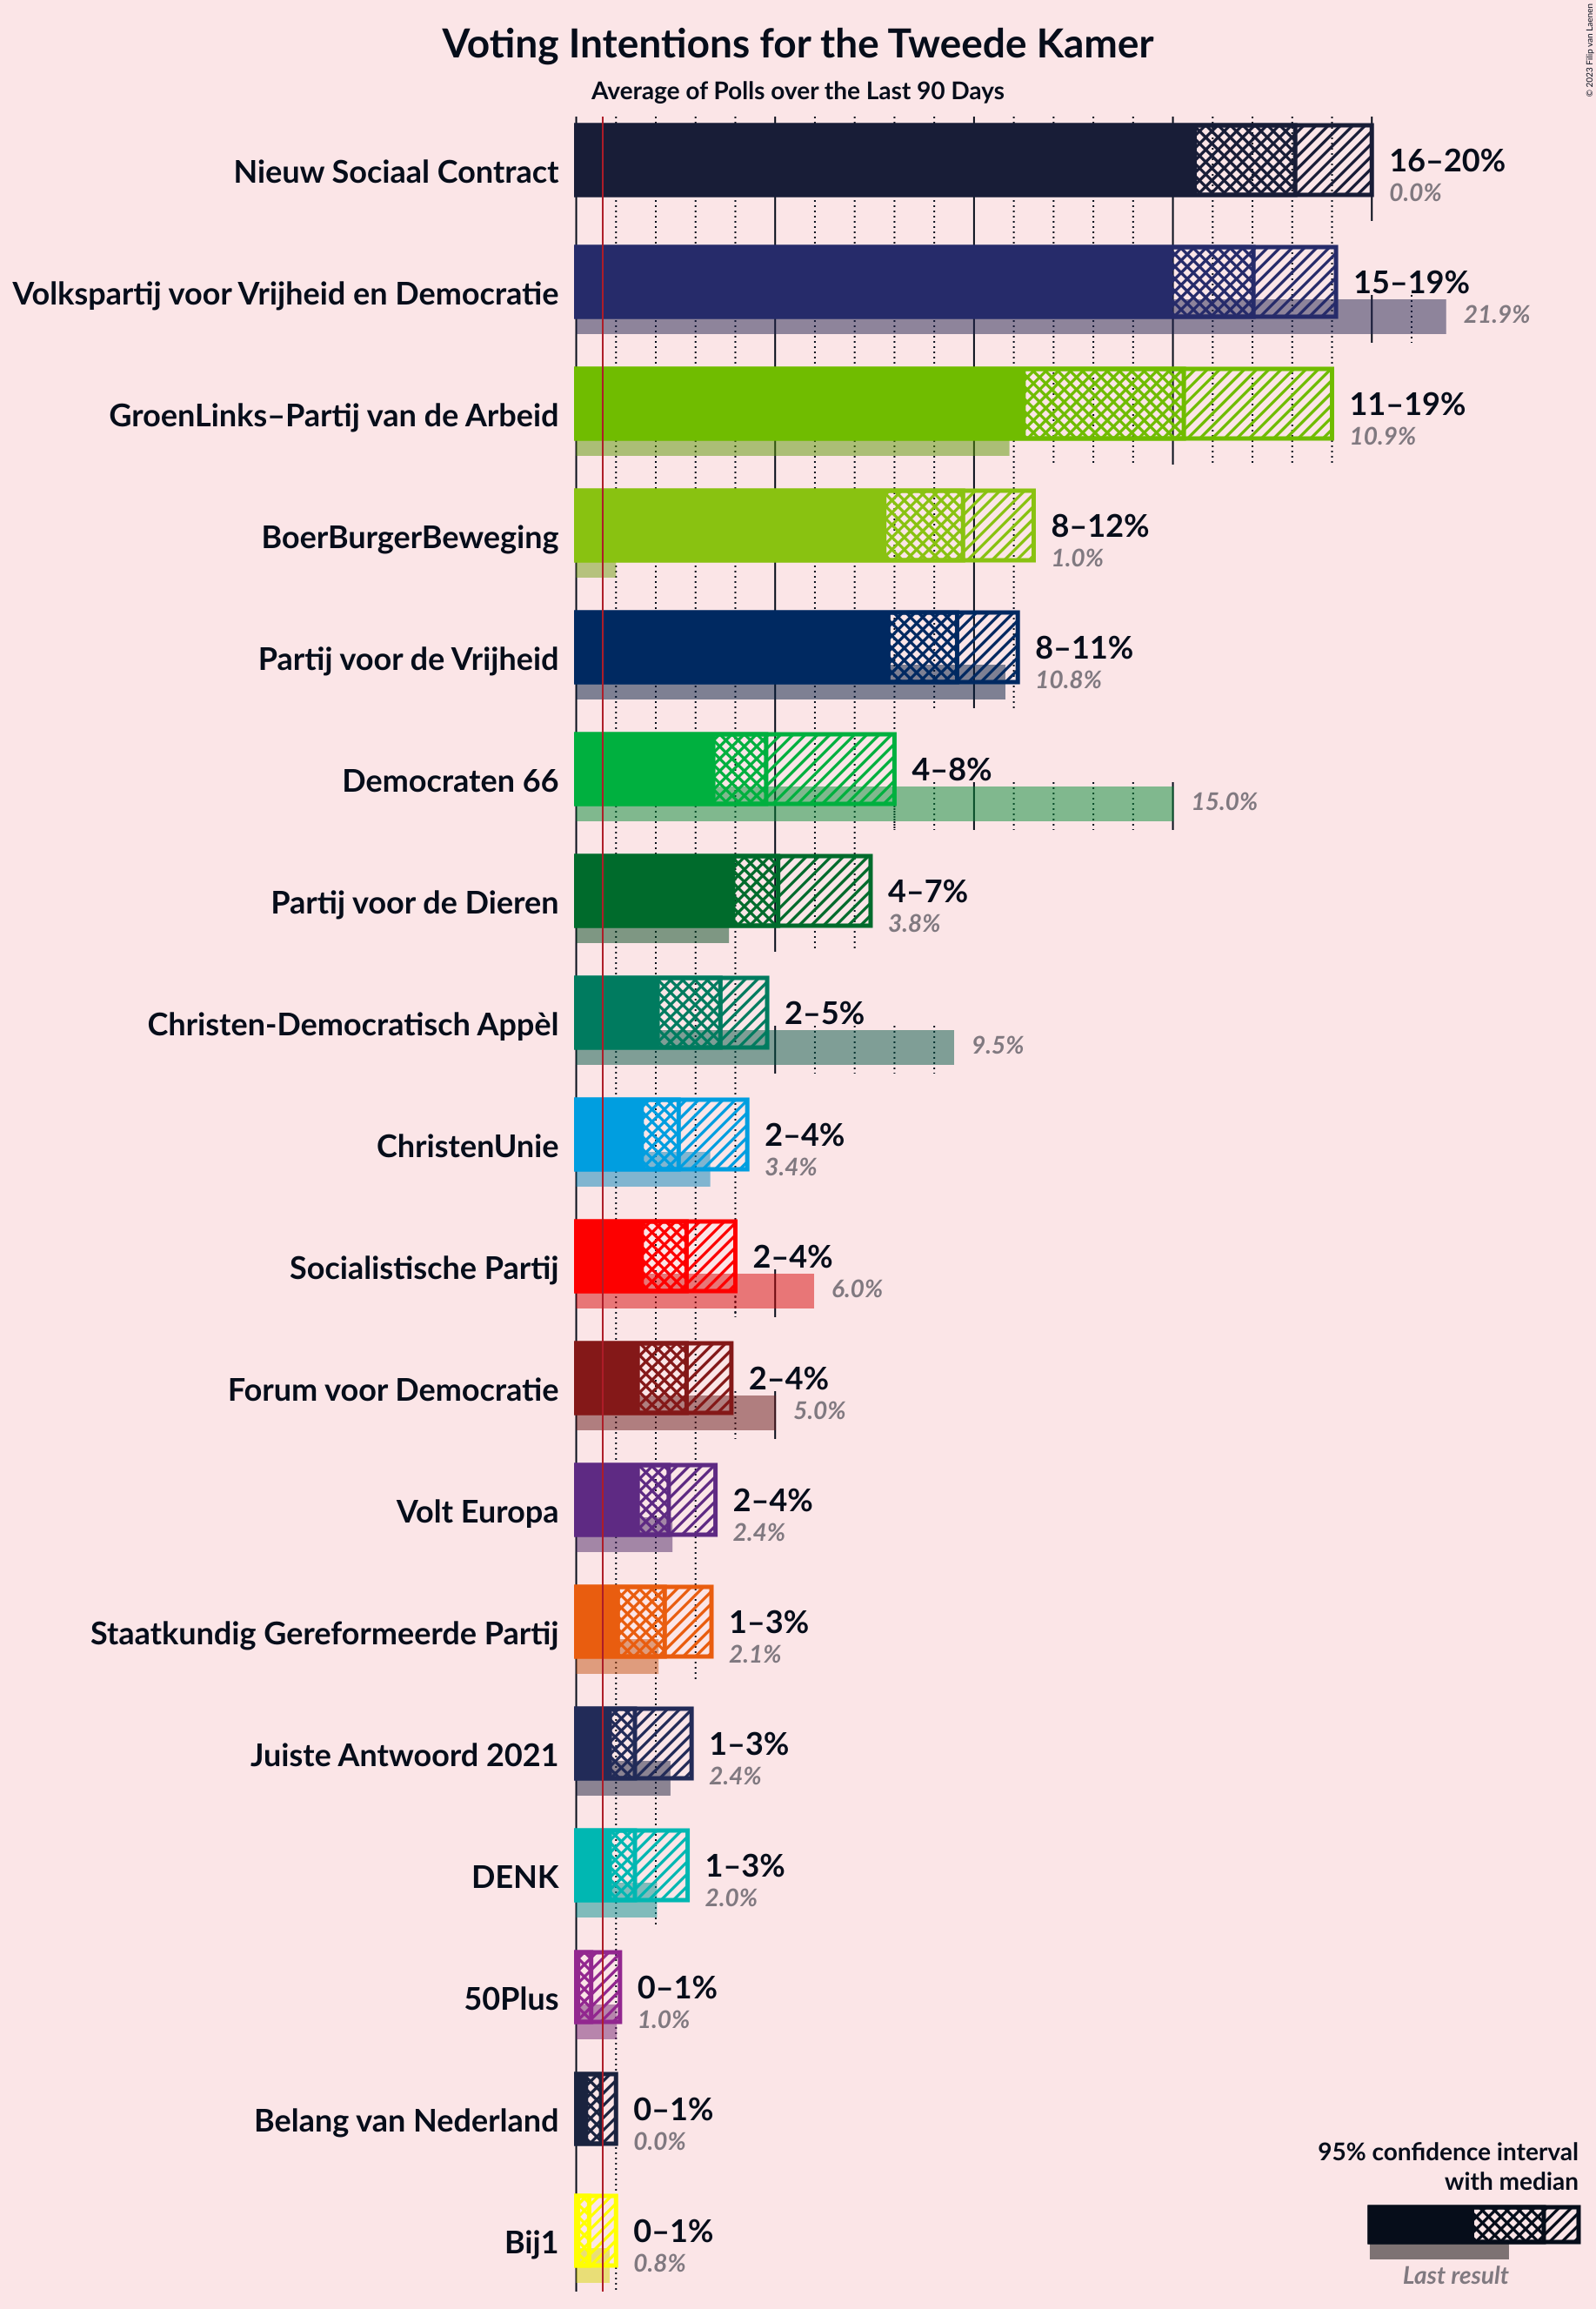 © 2023 Filip van Laenen
Voting Intentions for the Tweede Kamer
Average of Polls over the Last 90 Days
Nieuw Sociaal Contract
16–20%
0.0%
Volkspartij voor Vrijheid en Democratie
15–19%
21.9%
GroenLinks–Partij van de Arbeid
11–19%
10.9%
BoerBurgerBeweging
8–12%
1.0%
Partij voor de Vrijheid
8–11%
10.8%
Democraten 66
4–8%
15.0%
Partij voor de Dieren
4–7%
3.8%
Christen-Democratisch Appèl
2–5%
9.5%
ChristenUnie
2–4%
3.4%
Socialistische Partij
2–4%
6.0%
Forum voor Democratie
2–4%
5.0%
Volt Europa
2–4%
2.4%
Staatkundig Gereformeerde Partij
1–3%
2.1%
Juiste Antwoord 2021
1–3%
2.4%
DENK
1–3%
2.0%
50Plus
0–1%
1.0%
Belang van Nederland
0–1%
0.0%
Bij1
0–1%
0.8%
95% confidence interval
with median
Last result